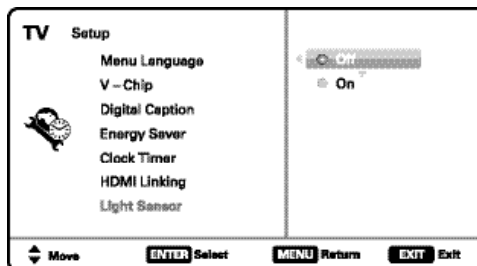 TV Setup
Menu Language
V - Chip
Digital Caption
Energy Saver
Clock Timer
HDMI Linking
Light Sensor
Off
On
Move ENTER Select MENU Return EXIT Exit